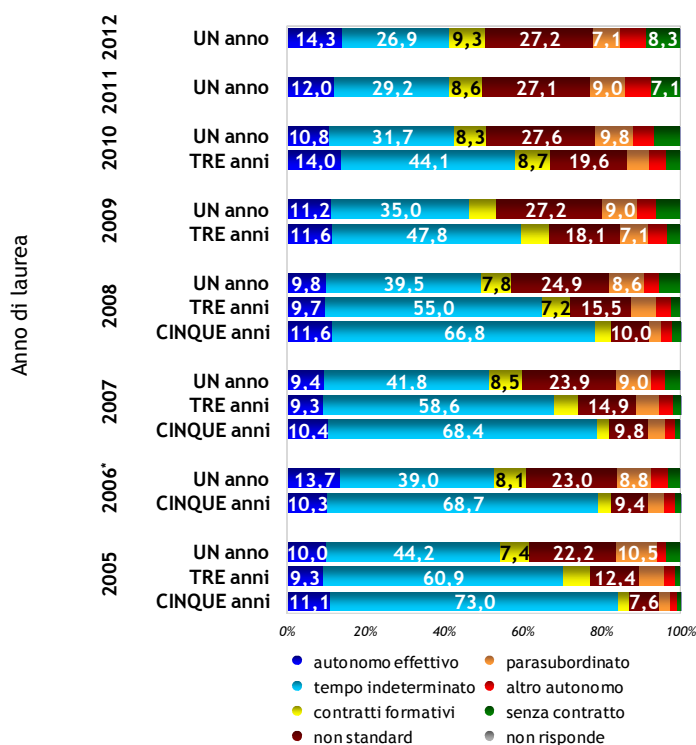 Anno di laurea
2012
UN anno 14,3 26,9 9,3 27,2 7,1 8,3
2011
UN anno 12,0 29,2 8,6 27,1 9,0 7,1
2010
UN anno 10,8 31,7 8,3 27,6 9,8
TRE anni 14,0 44,1 8,7 19,6
2009
UN anno 11,2 35,0 27,2 9,0
TRE anni 11,6 47,8 18,1 7,1
2008
UN anno 9,8 39,5 7,8 24,9 8,6
TRE anni 9,7 55,0 7,2 15,5
CINQUE anni 11,6 66,8 10,0
2007
UN anno 9,4 41,8 8,5 23,9 9,0
TRE anni 9,3 58,6 14,9
CINQUE anni 10,4 68,4 9,8
2006*
UN anno 13,7 39,0 8,1 23,0 8,8
CINQUE anni 10,3 68,7 9,4
2005
UN anno 10,0 44,2 7,4 22,2 10,5
TRE anni 9,3 60,9 12,4
CINQUE anni 11,1 73,0 7,6
0% 20% 40% 60% 80% 100%
autonomo effettivo parasubordinato
tempo indeterminato altro autonomo
contratti formativi senza contratto
non standard non risponde